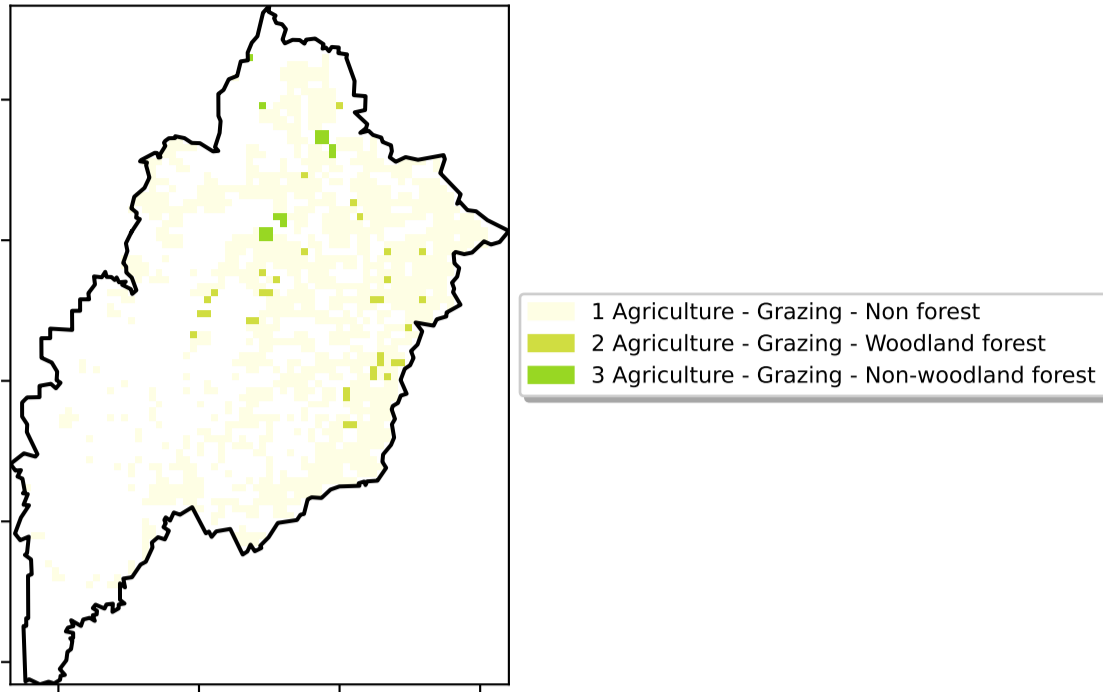 1 Agriculture - Grazing - Non forest
2 Agriculture - Grazing - Woodland forest
3 Agriculture - Grazing - Non-woodland forest